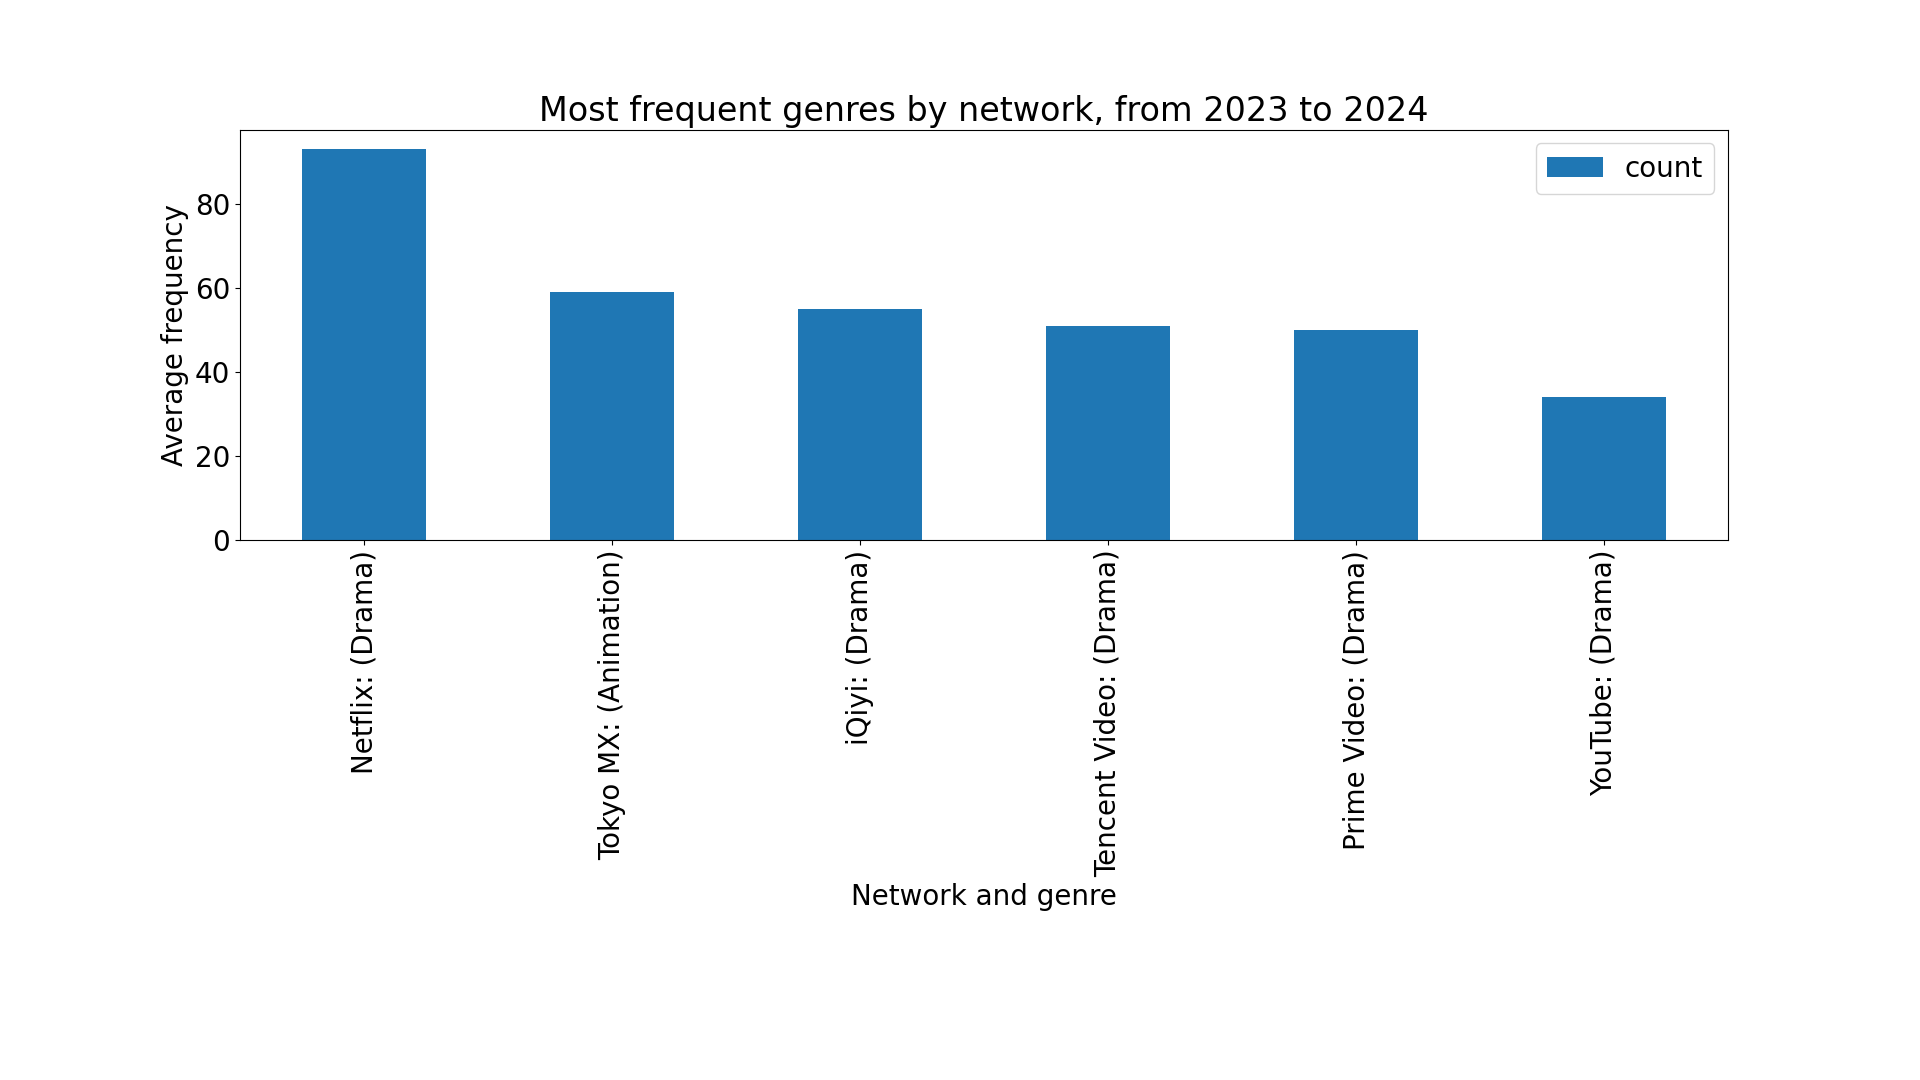 Most frequent genres by network, from 2023 to 2024
count
Average frequency
80
60
40
20
0
Netflix: (Drama)
Tokyo MX: (Animation)
iQiyi: (Drama)
Tencent Video: (Drama)
Prime Video: (Drama)
YouTube: (Drama)
Network and genre